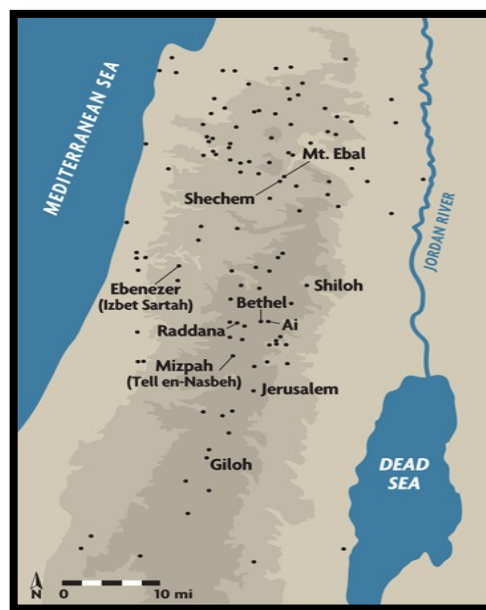 MEDITERRANEAN SEA
Mt. Ebal
Shechem
JORDAN RIVER
Ebenezer
(Izbet Sartah)
Shiloh
Bethel
Raddana
Ai
Mizpah
(Tell en-Nasbeh)
Jerusalem
Giloh
DEAD
SEA
N
0 10 mi